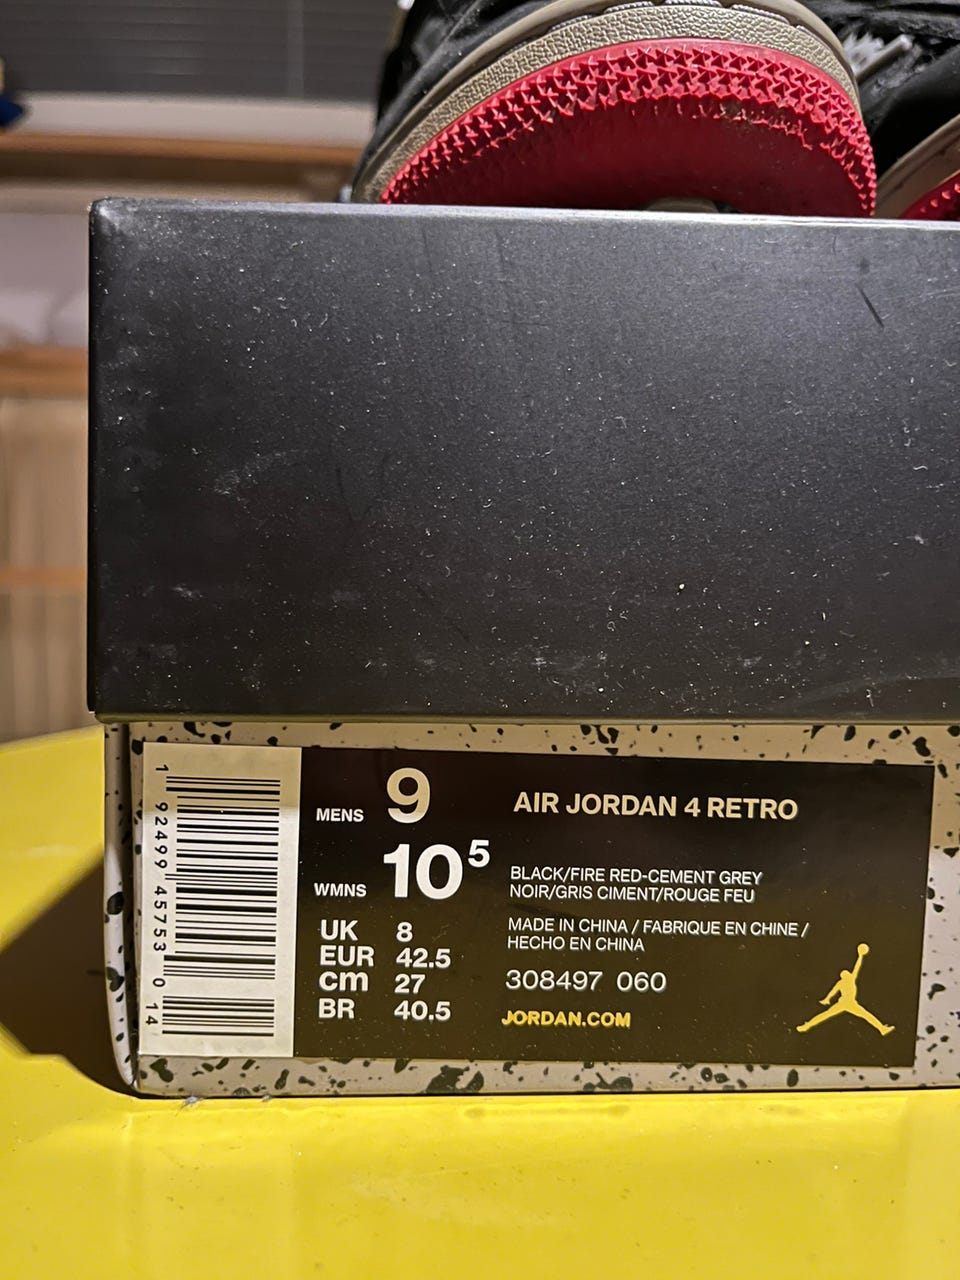 1 92499 45753 0 14
MENS 9
WMNS 10⁵
UK 8
EUR 42.5
cm 27
BR 40.5
AIR JORDAN 4 RETRO
BLACK/FIRE RED-CEMENT GREY
NOIR/GRIS CIMENT/ROUGE FEU
MADE IN CHINA / FABRIQUE EN CHINE /
HECHO EN CHINA
308497 060
JORDAN.COM